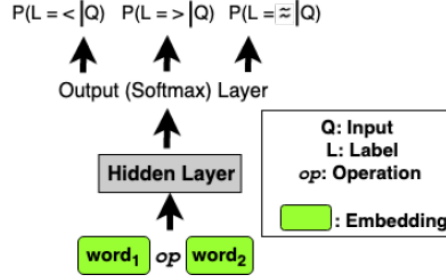 P(L = <|Q) P(L = >|Q) P(L = ≈|Q)
Output (Softmax) Layer
Hidden Layer
word₁ op word₂
Q: Input
L: Label
op: Operation
: Embedding